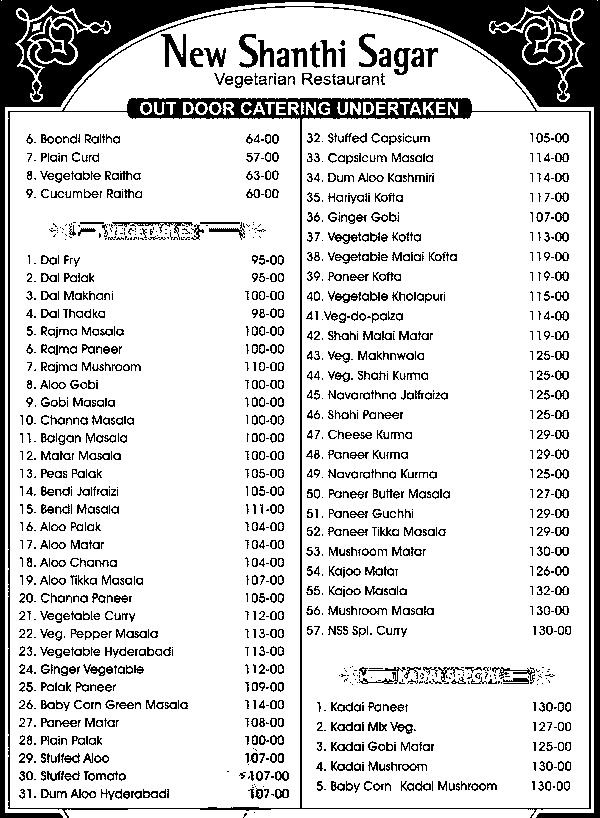 New Shanthi Sagar
Vegetarian Restaurant
OUT DOOR CATERING UNDERTAKEN
6. Boondi Raitha 64-00
7. Plain Curd 57-00
8. Vegetable Raitha 63-00
9. Cucumber Raitha 60-00
VEGETABLES
1. Dal Fry 95-00
2. Dal Palak 95-00
3. Dal Makhani 100-00
4. Dal Thadka 98-00
5. Rajma Masala 100-00
6. Rajma Paneer 100-00
7. Rajma Mushroom 110-00
8. Aloo Gobi 100-00
9. Gobi Masala 100-00
10. Channa Masala 100-00
11. Baigan Masala 100-00
12. Matar Masala 100-00
13. Peas Palak 105-00
14. Bendi Jalfraizi 105-00
15. Bendi Masala 111-00
16. Aloo Palak 104-00
17. Aloo Matar 104-00
18. Aloo Channa 104-00
19. Aloo Tikka Masala 107-00
20. Channa Paneer 105-00
21. Vegetable Curry 112-00
22. Veg. Pepper Masala 113-00
23. Vegetable Hyderabadi 113-00
24. Ginger Vegetable 112-00
25. Palak Paneer 109-00
26. Baby Corn Green Masala 114-00
27. Paneer Matar 108-00
28. Plain Palak 100-00
29. Stuffed Aloo 107-00
30. Stuffed Tomato 107-00
31. Dum Aloo Hyderabadi 107-00
32. Stuffed Capsicum 105-00
33. Capsicum Masala 114-00
34. Dum Aloo Kashmiri 114-00
35. Hariyali Kofta 117-00
36. Ginger Gobi 107-00
37. Vegetable Kofta 113-00
38. Vegetable Malai Kofta 119-00
39. Paneer Kofta 119-00
40. Vegetable Kholapuri 115-00
41.Veg-do-paiza 114-00
42. Shahi Malai Matar 119-00
43. Veg. Makhnwala 125-00
44. Veg. Shahi Kurma 125-00
45. Navarathna Jalfraiza 125-00
46. Shahi Paneer 125-00
47. Cheese Kurma 129-00
48. Paneer Kurma 129-00
49. Navarathna Kurma 125-00
50. Paneer Butter Masala 127-00
51. Paneer Guchhi 129-00
52. Paneer Tikka Masala 129-00
53. Mushroom Matar 130-00
54. Kajoo Matar 126-00
55. Kajoo Masala 132-00
56. Mushroom Masala 130-00
57. NSS Spl. Curry 130-00
KADAI SPECIAL
1. Kadai Paneer 130-00
2. Kadai Mix Veg. 127-00
3. Kadai Gobi Matar 125-00
4. Kadai Mushroom 130-00
5. Baby Corn Kadai Mushroom 130-00